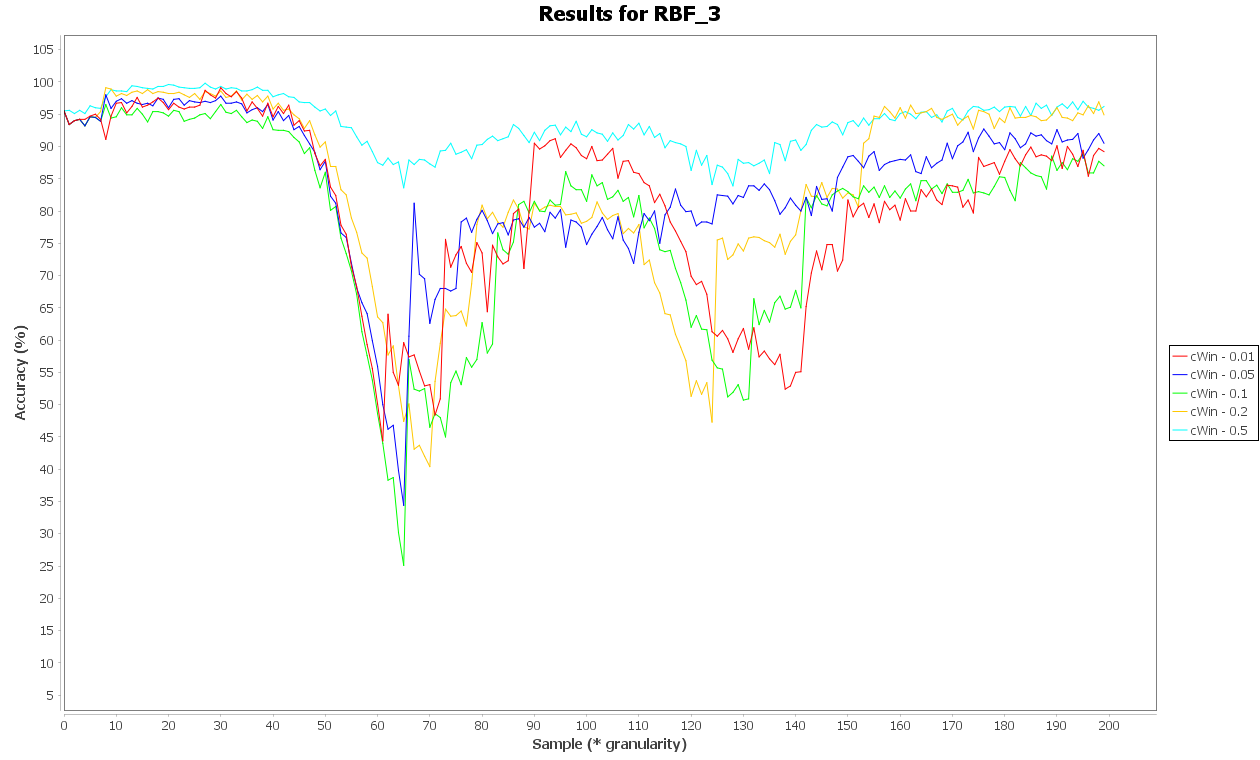 Results for RBF_3
105
100
95
90
85
80
75
70
65
60
55
50
45
40
35
30
25
20
15
10
5
Accuracy (%)
0 10 20 30 40 50 60 70 80 90 100 110 120 130 140 150 160 170 180 190 200
Sample (* granularity)
cWin - 0.01
cWin - 0.05
cWin - 0.1
cWin - 0.2
cWin - 0.5